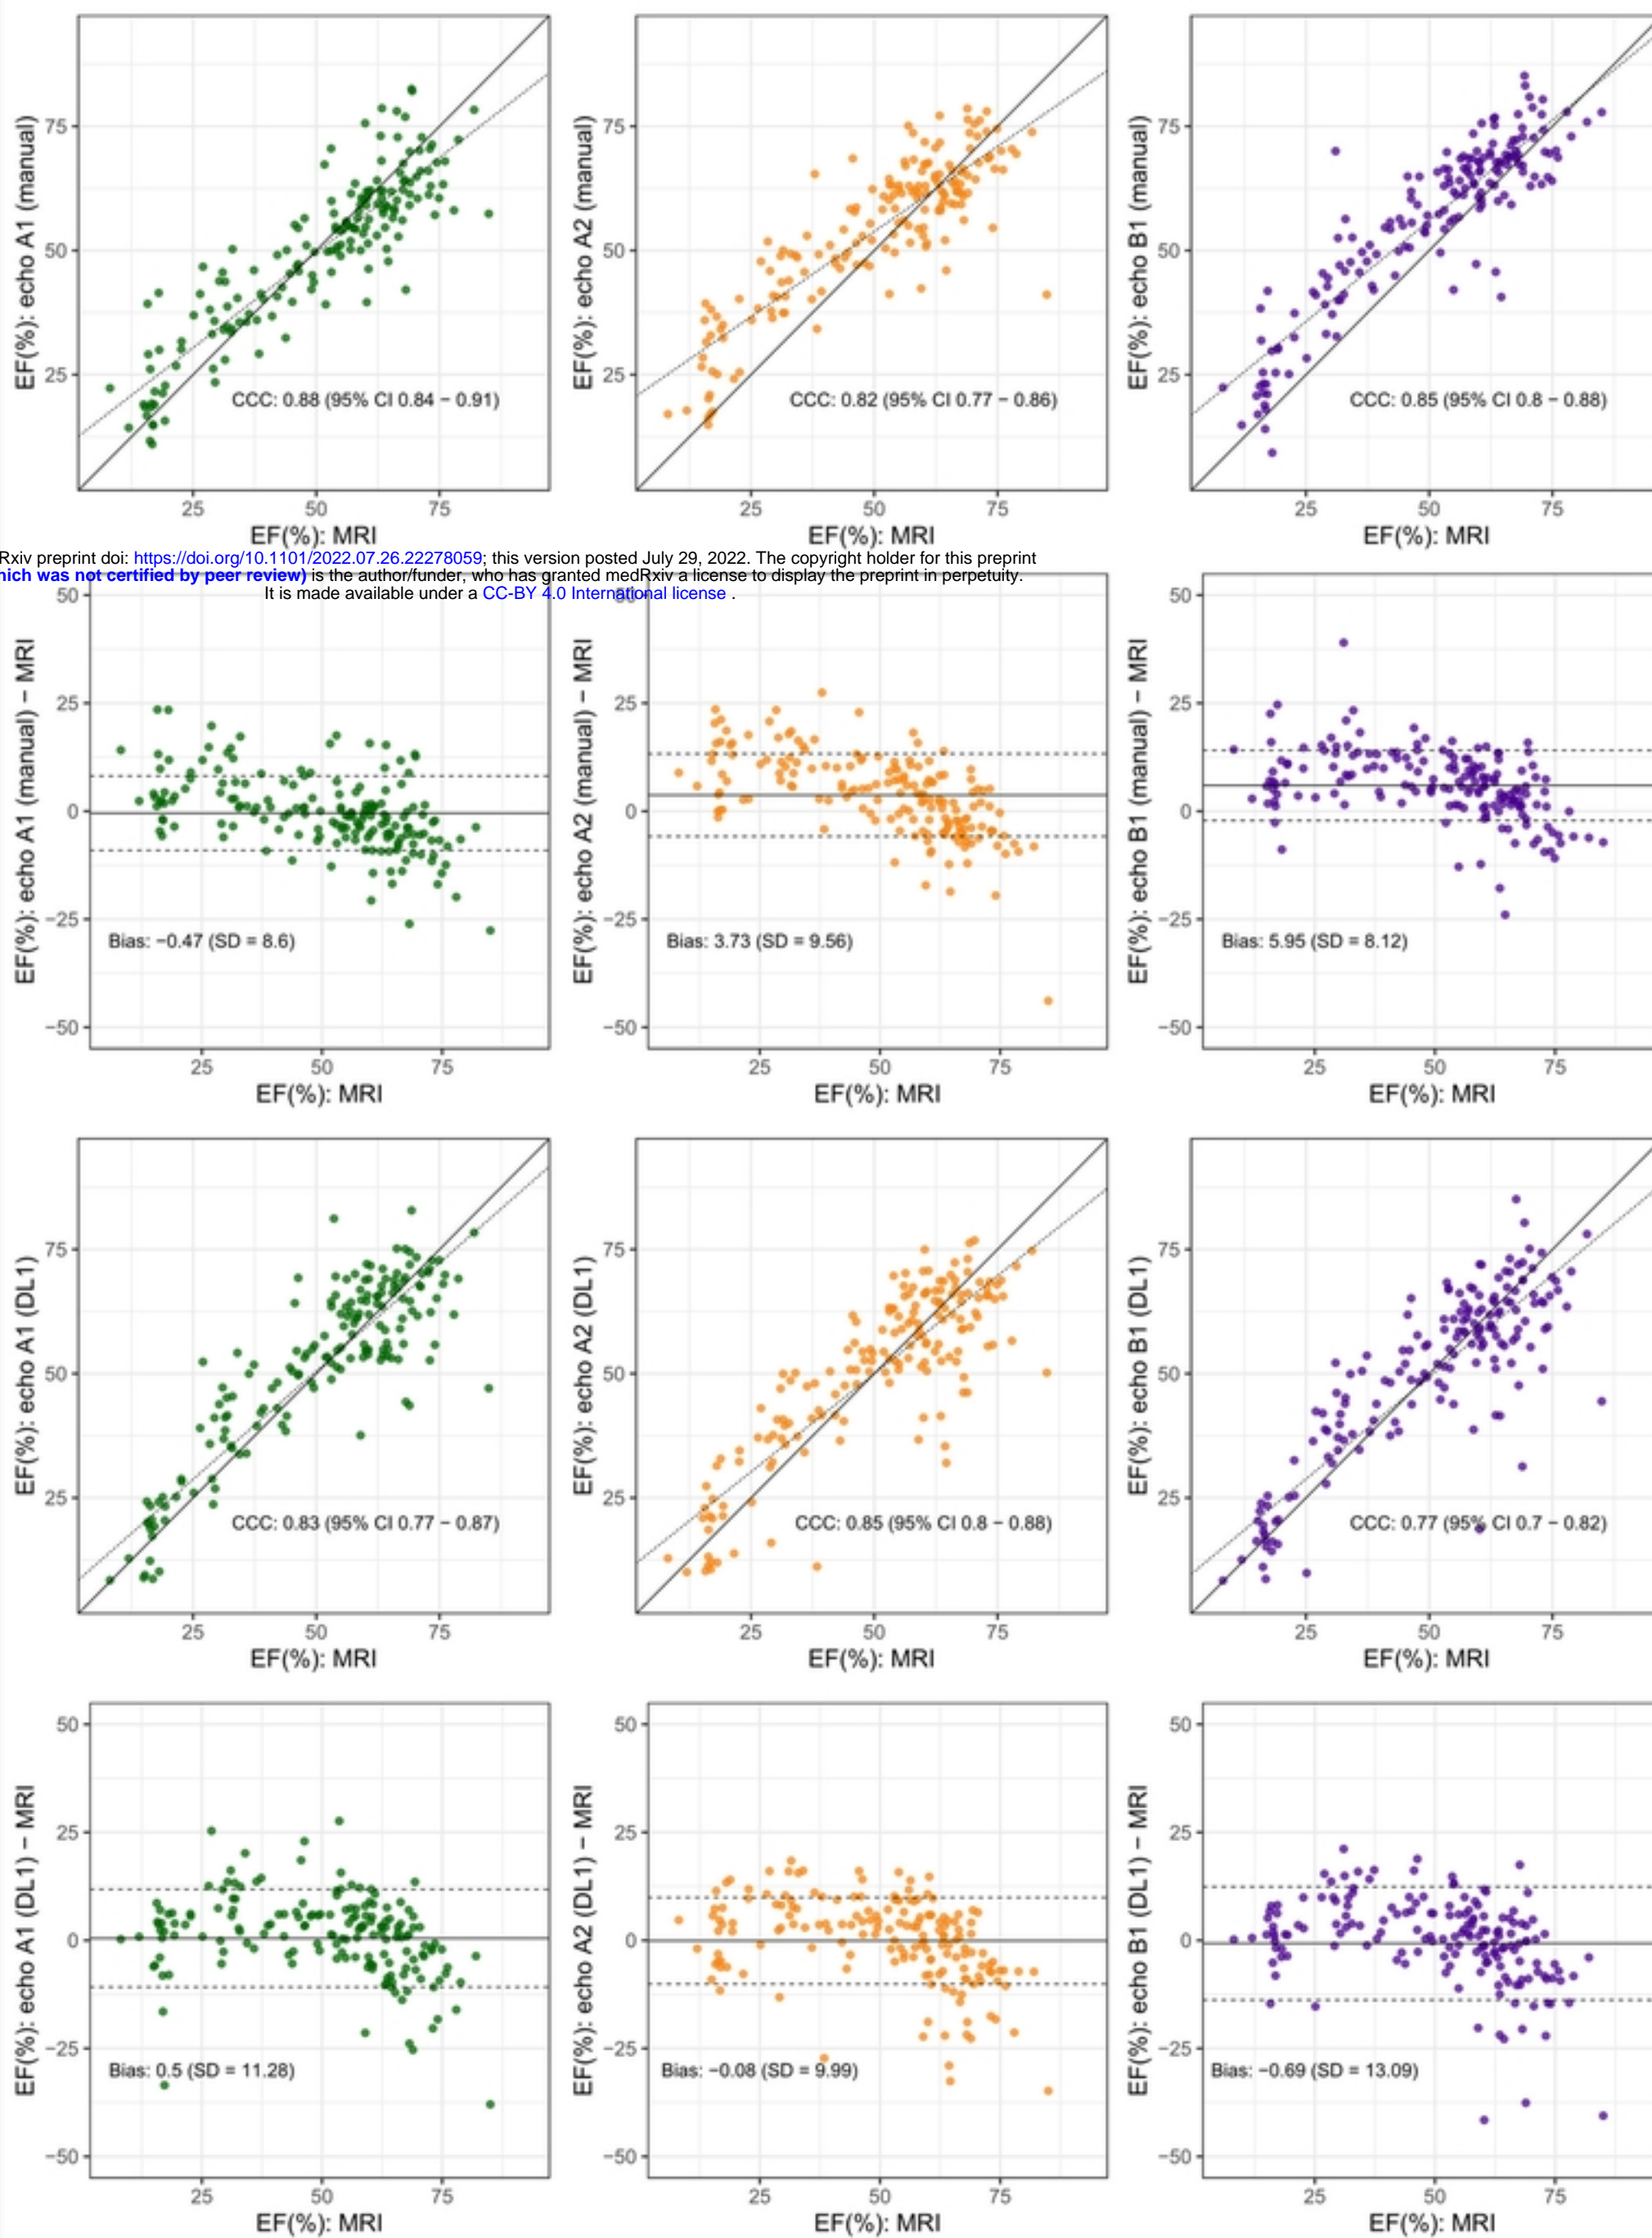 EF(%): echo A1 (manual)
75
50
25
CCC: 0.88 (95% CI 0.84 − 0.91)
25 50 75
EF(%): MRI
EF(%): echo A2 (manual)
75
50
25
CCC: 0.82 (95% CI 0.77 − 0.86)
25 50 75
EF(%): MRI
EF(%): echo B1 (manual)
75
50
25
CCC: 0.85 (95% CI 0.8 − 0.88)
25 50 75
EF(%): MRI
Rxiv preprint doi: https://doi.org/10.1101/2022.07.26.22278059; this version posted July 29, 2022. The copyright holder for this preprint
hich was not certified by peer review) is the author/funder, who has granted medRxiv a license to display the preprint in perpetuity.
It is made available under a CC-BY 4.0 International license .
EF(%): echo A1 (manual) − MRI
50
25
0
−25
−50
Bias: −0.47 (SD = 8.6)
25 50 75
EF(%): MRI
EF(%): echo A2 (manual) − MRI
25
0
−25
−50
Bias: 3.73 (SD = 9.56)
25 50 75
EF(%): MRI
EF(%): echo B1 (manual) − MRI
50
25
0
−25
−50
Bias: 5.95 (SD = 8.12)
25 50 75
EF(%): MRI
EF(%): echo A1 (DL1)
75
50
25
CCC: 0.83 (95% CI 0.77 − 0.87)
25 50 75
EF(%): MRI
EF(%): echo A2 (DL1)
75
50
25
CCC: 0.85 (95% CI 0.8 − 0.88)
25 50 75
EF(%): MRI
EF(%): echo B1 (DL1)
75
50
25
CCC: 0.77 (95% CI 0.7 − 0.82)
25 50 75
EF(%): MRI
EF(%): echo A1 (DL1) − MRI
50
25
0
−25
−50
Bias: 0.5 (SD = 11.28)
25 50 75
EF(%): MRI
EF(%): echo A2 (DL1) − MRI
50
25
0
−25
−50
Bias: −0.08 (SD = 9.99)
25 50 75
EF(%): MRI
EF(%): echo B1 (DL1) − MRI
50
25
0
−25
−50
Bias: −0.69 (SD = 13.09)
25 50 75
EF(%): MRI